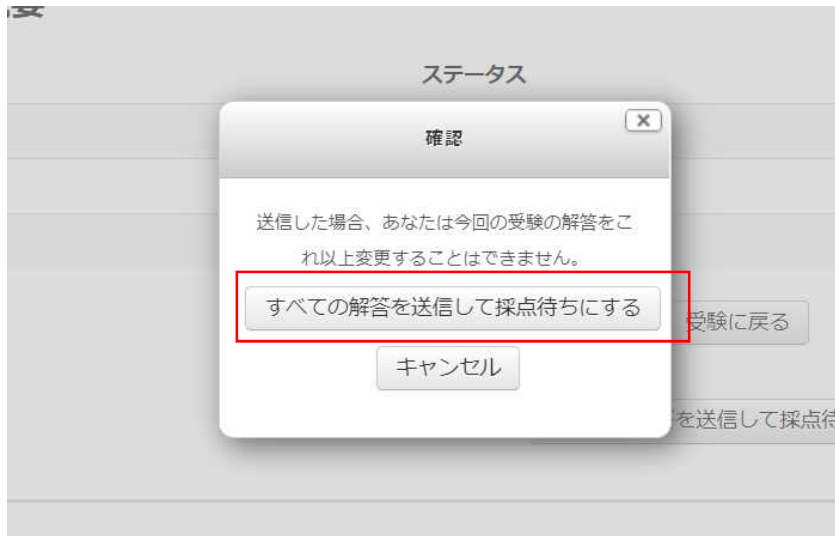 要
ステータス
確認
送信した場合、あなたは今回の受験の解答をこ
れ以上変更することはできません。
すべての解答を送信して採点待ちにする
受験に戻る
キャンセル
を送信して採点待